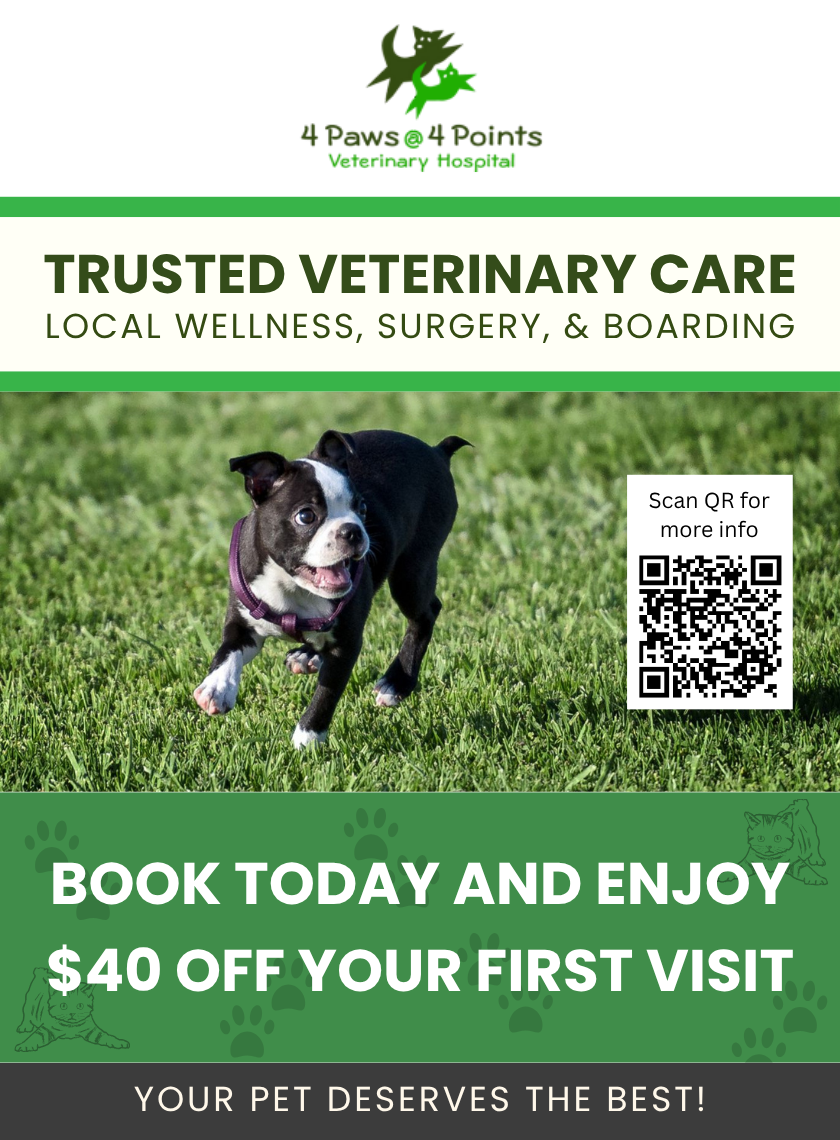 4 Paws @ 4 Points
Veterinary Hospital
TRUSTED VETERINARY CARE
LOCAL WELLNESS, SURGERY, & BOARDING
Scan QR for
more info
BOOK TODAY AND ENJOY
$40 OFF YOUR FIRST VISIT
YOUR PET DESERVES THE BEST!